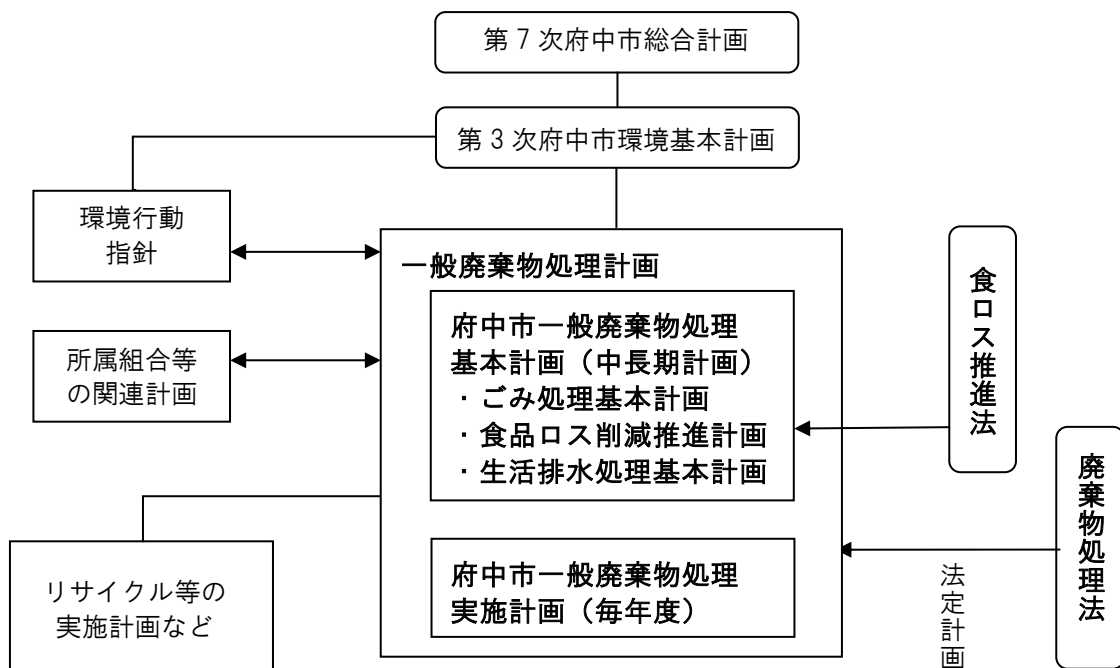 第7次府中市総合計画
第3次府中市環境基本計画
環境行動
指針
一般廃棄物処理計画
府中市一般廃棄物処理
基本計画（中長期計画）
・ごみ処理基本計画
・食品ロス削減推進計画
・生活排水処理基本計画
所属組合等
の関連計画
食ロス推進法
廃棄物処理法
法定計画
リサイクル等の
実施計画など
府中市一般廃棄物処理
実施計画（毎年度）